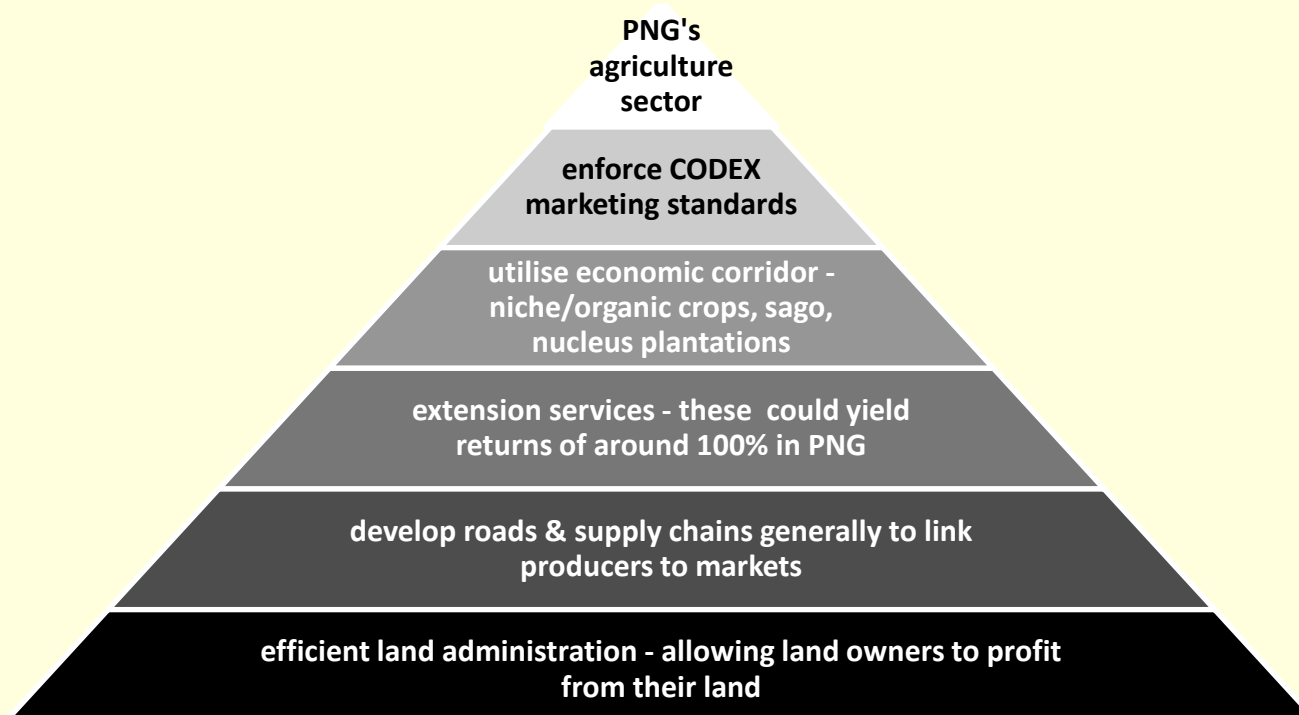 PNG's
agriculture
sector
enforce CODEX
marketing standards
utilise economic corridor -
niche/organic crops, sago,
nucleus plantations
extension services - these  could yield
returns of around 100% in PNG
develop roads & supply chains generally to link
producers to markets
efficient land administration - allowing land owners to profit
from their land